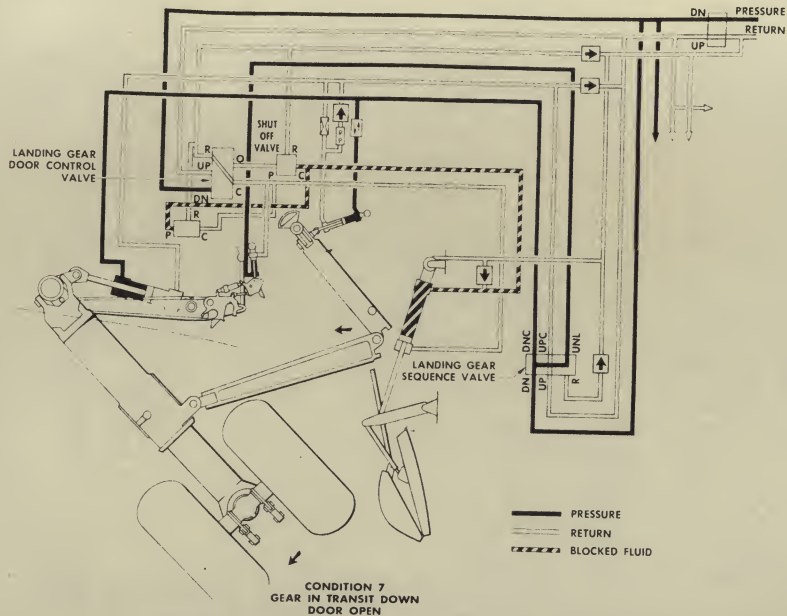 DN
PRESSURE
RETURN
UP
LANDING GEAR
DOOR CONTROL
VALVE
SHUT
OFF
VALVE
R
UP
DN
O
C
P
R
C
R
P
C
DNC
UPC
UNL
LANDING GEAR
SEQUENCE VALVE
DN
UP
R
PRESSURE
RETURN
BLOCKED FLUID
CONDITION 7
GEAR IN TRANSIT DOWN
DOOR OPEN